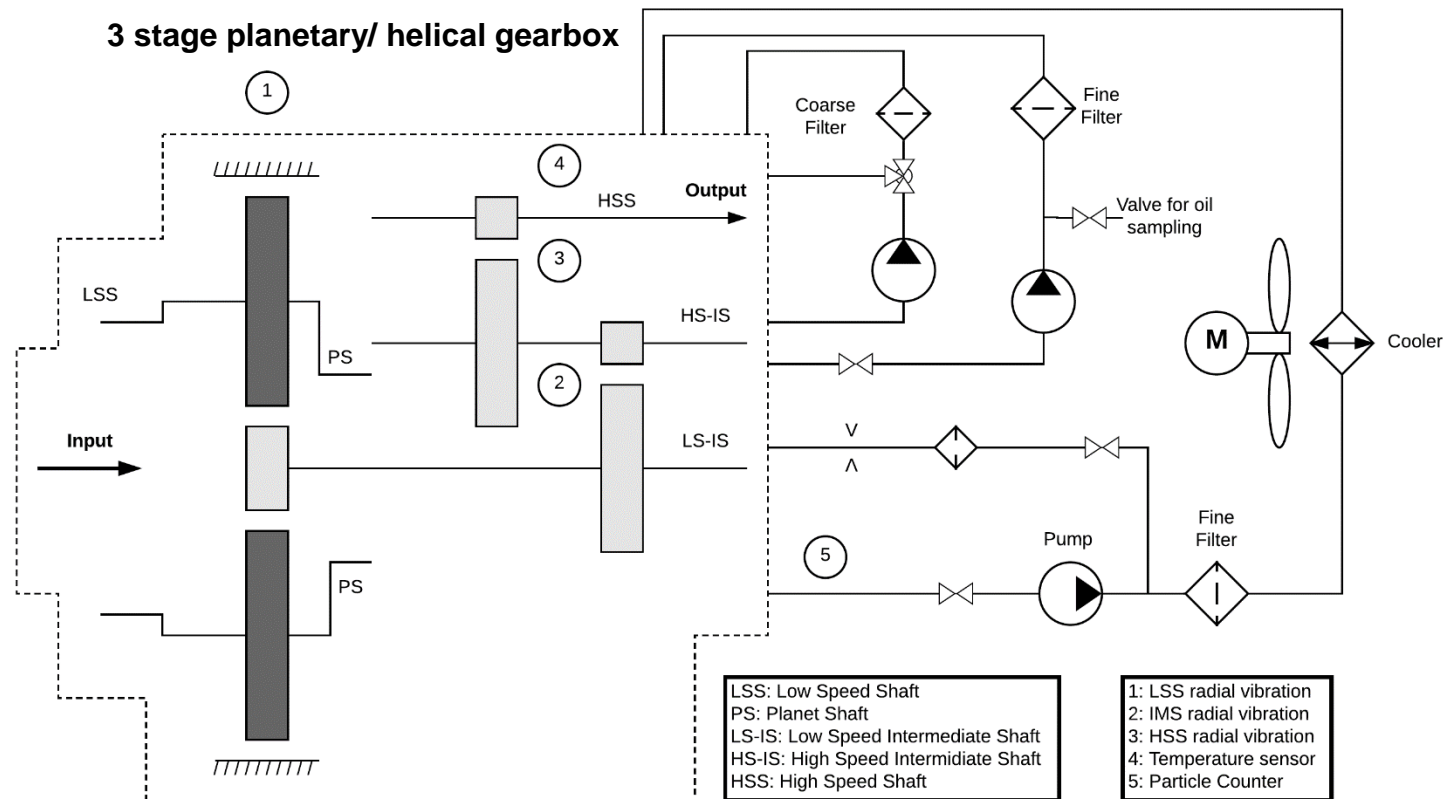 3 stage planetary/ helical gearbox
1
4
HSS
Output
3
LSS
PS
HS-IS
2
Input
LS-IS
PS
Coarse
Filter
Fine
Filter
Valve for oil
sampling
M
Cooler
V
Λ
5
Pump
Fine
Filter
LSS: Low Speed Shaft
PS: Planet Shaft
LS-IS: Low Speed Intermediate Shaft
HS-IS: High Speed Intermidiate Shaft
HSS: High Speed Shaft
1: LSS radial vibration
2: IMS radial vibration
3: HSS radial vibration
4: Temperature sensor
5: Particle Counter